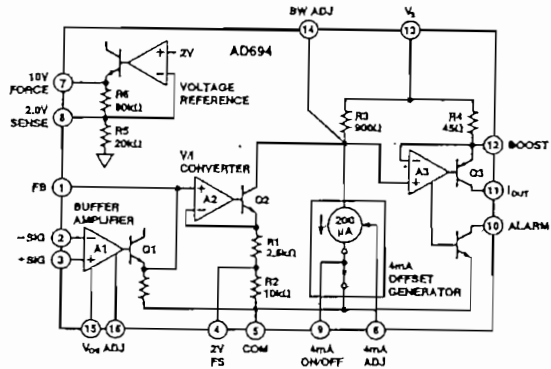 BW ADJ
Vs
14
13
AD694
2V
10V
FORCE
7
R6
80kΩ
VOLTAGE
REFERENCE
2.0V
SENSE
8
R5
20kΩ
R3
900Ω
R4
45Ω
12
BOOST
V/I
CONVERTER
A3
Q3
FB
1
A2
Q2
11
IOUT
BUFFER
AMPLIFIER
200
µA
10
ALARM
-SIG
2
A1
Q1
+SIG
3
R1
2.5kΩ
4mA
OFFSET
GENERATOR
R2
10kΩ
15
16
4
5
9
6
VOS ADJ
2V
FS
COM
4mA
ON/OFF
4mA
ADJ